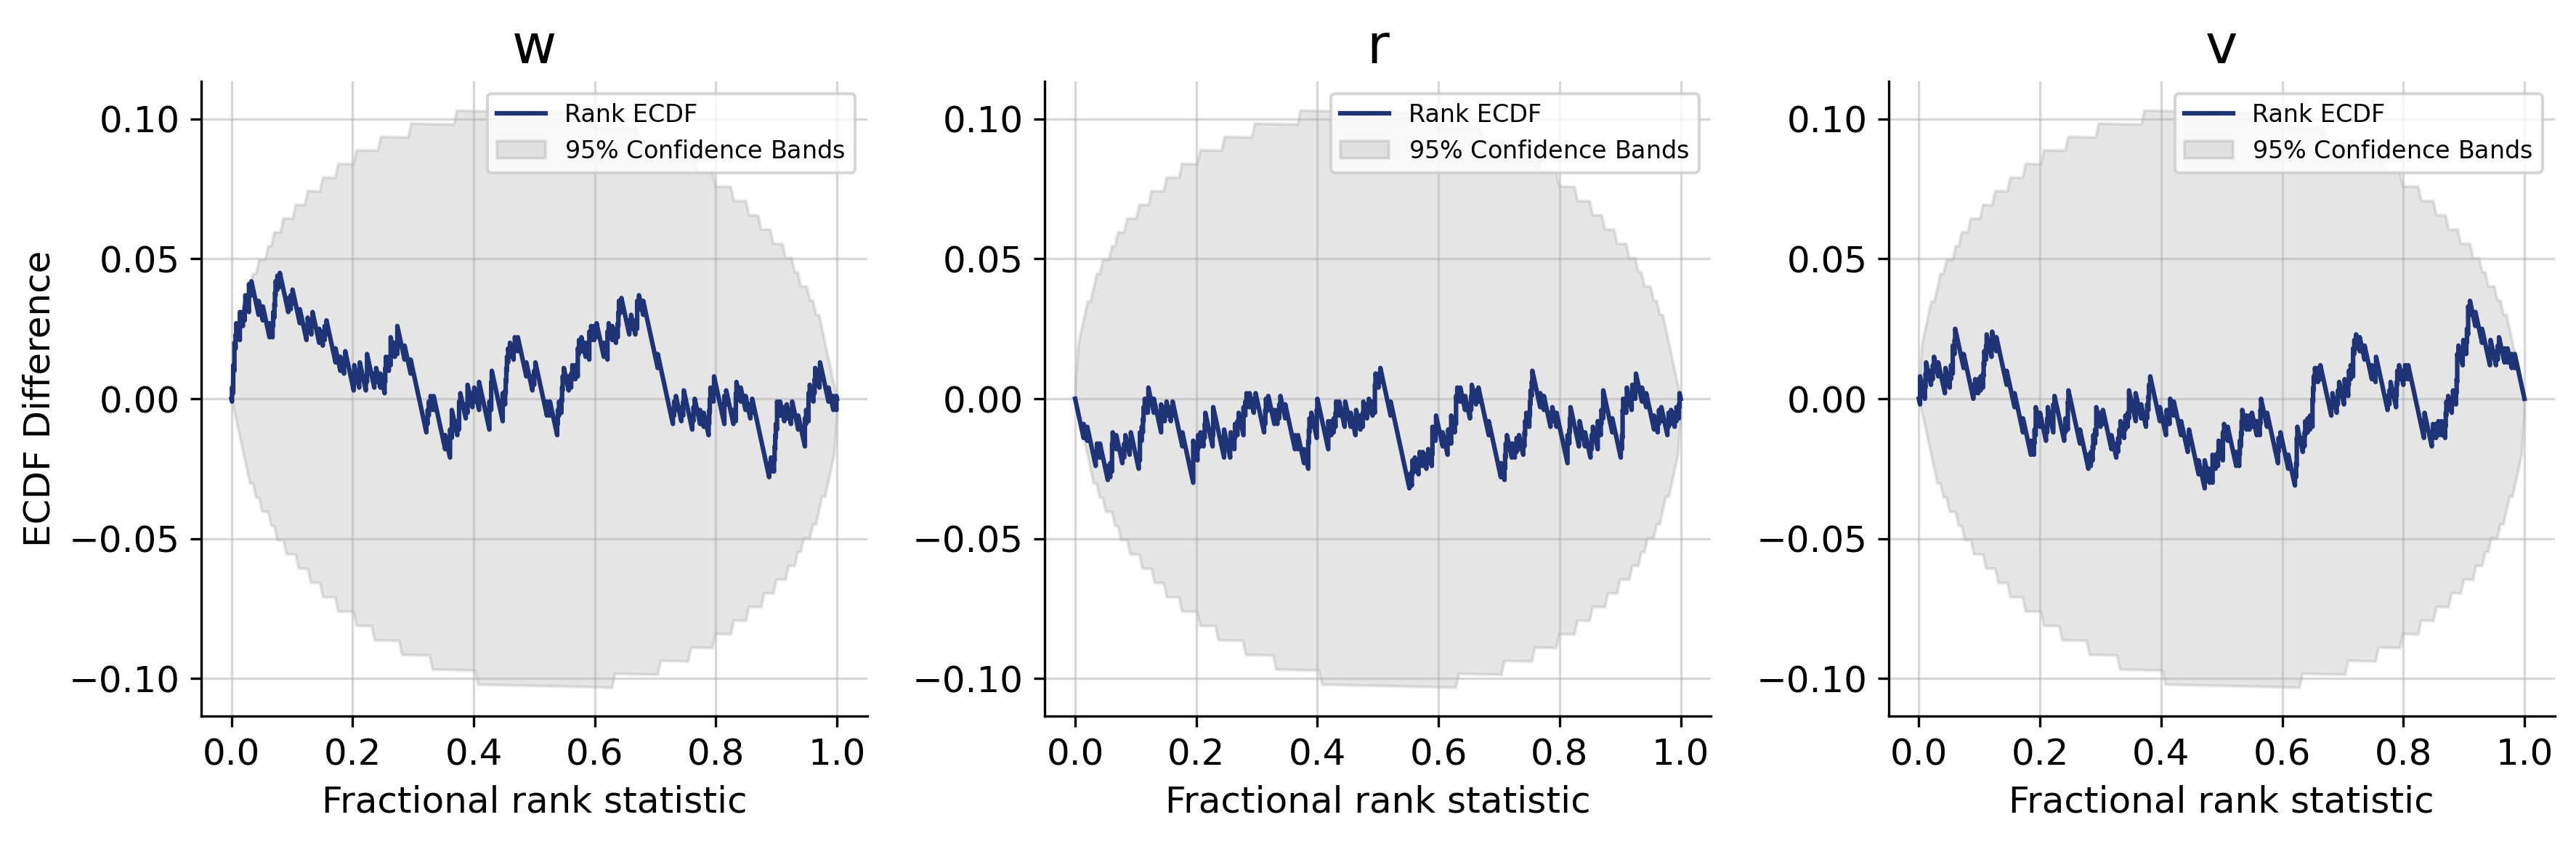 w
r
v
ECDF Difference
0.10
0.05
0.00
−0.05
−0.10
Rank ECDF
95% Confidence Bands
0.0 0.2 0.4 0.6 0.8 1.0
Fractional rank statistic
0.10
0.05
0.00
−0.05
−0.10
Rank ECDF
95% Confidence Bands
0.0 0.2 0.4 0.6 0.8 1.0
Fractional rank statistic
0.10
0.05
0.00
−0.05
−0.10
Rank ECDF
95% Confidence Bands
0.0 0.2 0.4 0.6 0.8 1.0
Fractional rank statistic